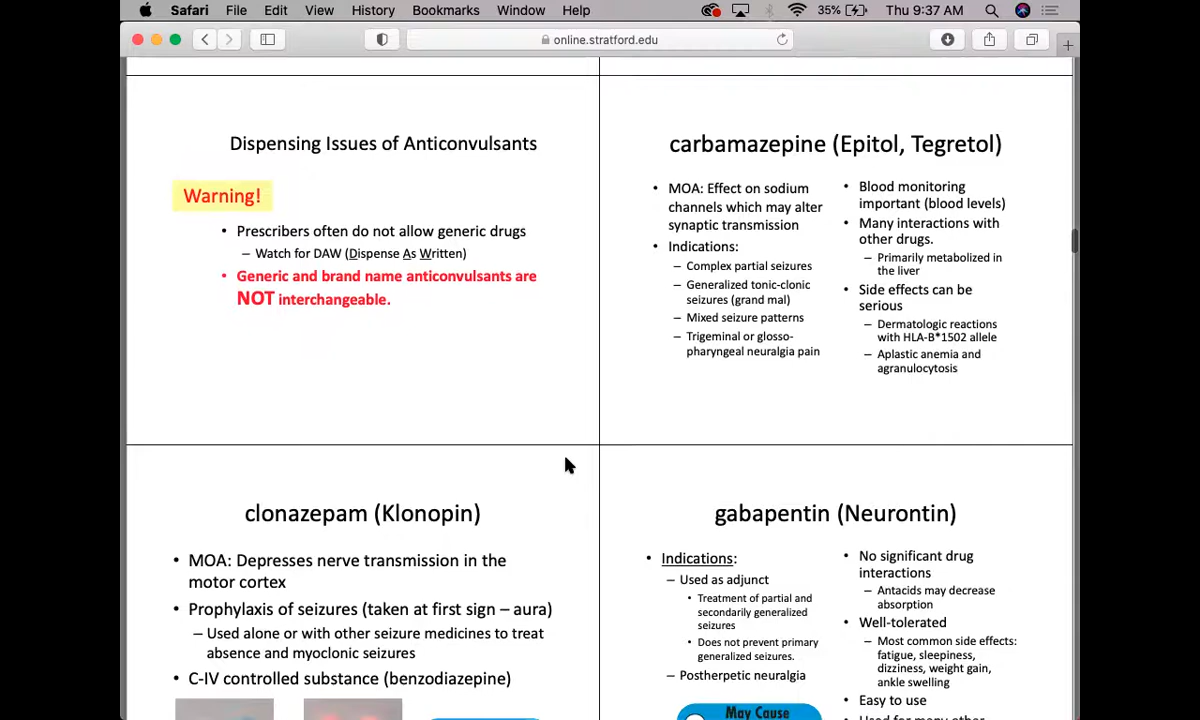 Safari File Edit View History Bookmarks Window Help 35% Thu 9:37 AM
online.stratford.edu
Dispensing Issues of Anticonvulsants
Warning!
• Prescribers often do not allow generic drugs
– Watch for DAW (Dispense As Written)
• Generic and brand name anticonvulsants are
NOT interchangeable.
carbamazepine (Epitol, Tegretol)
• MOA: Effect on sodium
channels which may alter
synaptic transmission
• Indications:
– Complex partial seizures
– Generalized tonic-clonic
seizures (grand mal)
– Mixed seizure patterns
– Trigeminal or glosso-
pharyngeal neuralgia pain
• Blood monitoring
important (blood levels)
• Many interactions with
other drugs.
– Primarily metabolized in
the liver
• Side effects can be
serious
– Dermatologic reactions
with HLA-B*1502 allele
– Aplastic anemia and
agranulocytosis
clonazepam (Klonopin)
• MOA: Depresses nerve transmission in the
motor cortex
• Prophylaxis of seizures (taken at first sign – aura)
– Used alone or with other seizure medicines to treat
absence and myoclonic seizures
• C-IV controlled substance (benzodiazepine)
gabapentin (Neurontin)
• Indications:
– Used as adjunct
• Treatment of partial and
secondarily generalized
seizures
• Does not prevent primary
generalized seizures.
– Postherpetic neuralgia
May Cause
• No significant drug
interactions
– Antacids may decrease
absorption
• Well-tolerated
– Most common side effects:
fatigue, sleepiness,
dizziness, weight gain,
ankle swelling
• Easy to use
• Used for many other